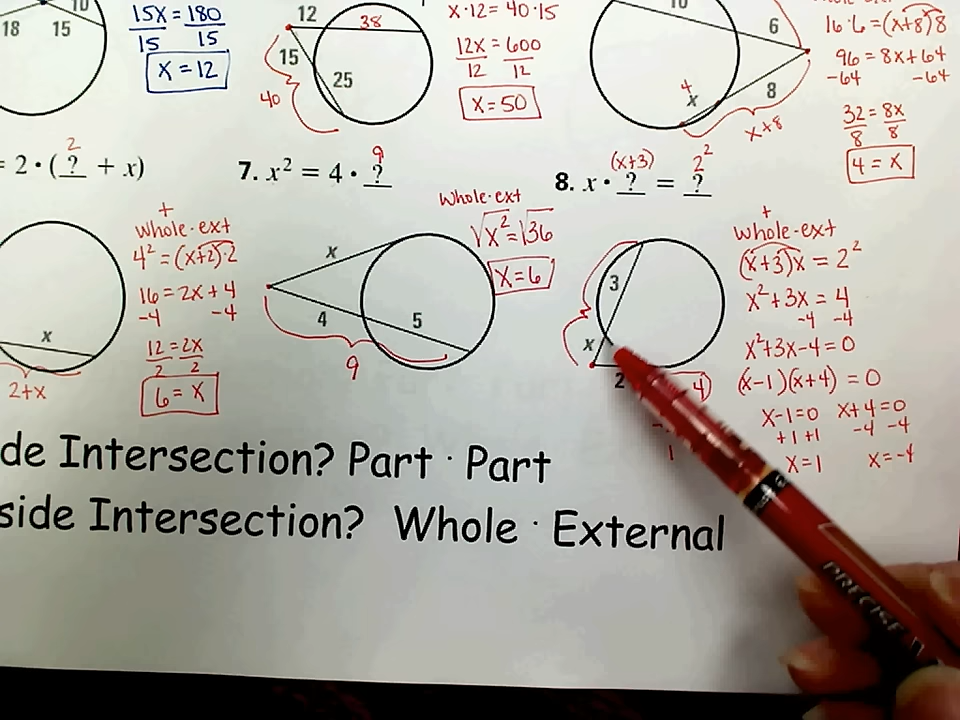 18 15 10
15x = 180
15 15
x = 12
12
38
15
25
40
x · 12 = 40 · 15
12x = 600
12 12
x = 50
10
6
4
x
8
x+8
16 · 6 = (x+8)8
96 = 8x + 64
-64 -64
32 = 8x
8 8
4 = x
2
= 2 · ( ? + x)
whole · ext
4² = (x+2)·2
16 = 2x + 4
-4 -4
12 = 2x
2 2
6 = x
x
2+x
9
7. x² = 4 · ?
whole · ext
√x² = √36
x = 6
x
4
5
9
(x+3) 2²
8. x · ? = ?
3
x
2
4)
1
+
whole · ext
(x+3)x = 2²
x² + 3x = 4
-4 -4
x² + 3x - 4 = 0
(x-1)(x+4) = 0
x-1=0 x+4=0
+1 +1 -4 -4
x=1 x=-4
de Intersection? Part · Part
side Intersection? Whole · External
PRECISE V